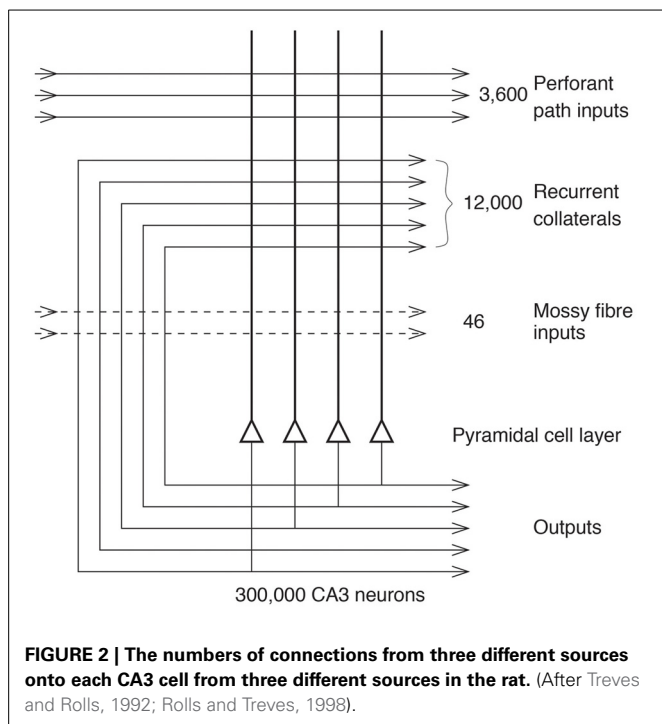 3,600
Perforant
path inputs
12,000
Recurrent
collaterals
46
Mossy fibre
inputs
Pyramidal cell layer
Outputs
300,000 CA3 neurons
FIGURE 2 | The numbers of connections from three different sources
onto each CA3 cell from three different sources in the rat. (After Treves
and Rolls, 1992; Rolls and Treves, 1998).